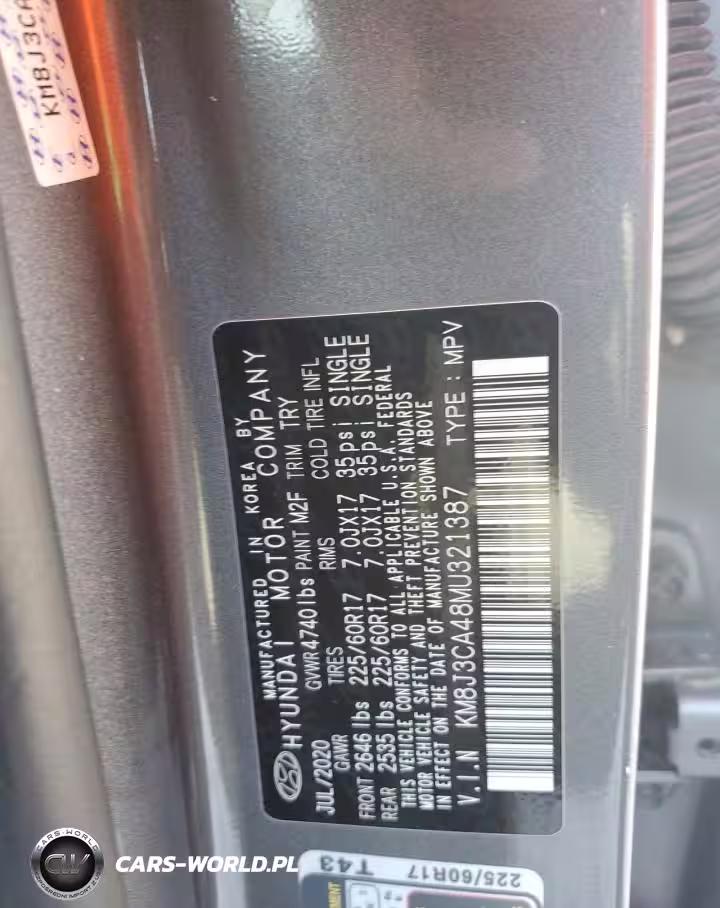 KM8J3CA
MANUFACTURED IN KOREA BY
HYUNDAI MOTOR COMPANY
JUL/2020 GVWR 4740 lbs PAINT M2F TRIM TRY
GAWR TIRES RIMS COLD TIRE INFL
FRONT 2646 lbs 225/60R17 7.0JX17 35psi SINGLE
REAR 2535 lbs 225/60R17 7.0JX17 35psi SINGLE
THIS VEHICLE CONFORMS TO ALL APPLICABLE U.S.A. FEDERAL
MOTOR VEHICLE SAFETY AND THEFT PREVENTION STANDARDS
IN EFFECT ON THE DATE OF MANUFACTURE SHOWN ABOVE
V.I.N KM8J3CA48MU321387 TYPE : MPV
225/60R17 T43
CW
CARS-WORLD.PL